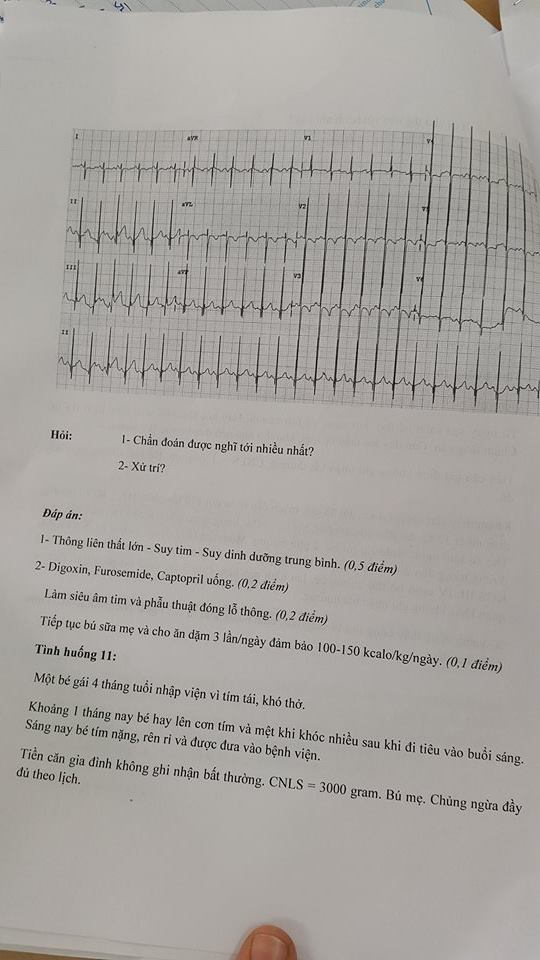 I aVR V1 V4
II aVL V2 V5
III aVF V3 V6
II
Hỏi: 1- Chẩn đoán được nghĩ tới nhiều nhất?
2- Xử trí?
Đáp án:
1- Thông liên thất lớn - Suy tim - Suy dinh dưỡng trung bình. (0,5 điểm)
2- Digoxin, Furosemide, Captopril uống. (0,2 điểm)
Làm siêu âm tim và phẫu thuật đóng lỗ thông. (0,2 điểm)
Tiếp tục bú sữa mẹ và cho ăn dặm 3 lần/ngày đảm bảo 100-150 kcalo/kg/ngày. (0,1 điểm)
Tình huống 11:
Một bé gái 4 tháng tuổi nhập viện vì tím tái, khó thở.
Khoảng 1 tháng nay bé hay lên cơn tím và mệt khi khóc nhiều sau khi đi tiêu vào buổi sáng.
Sáng nay bé tím nặng, rên rỉ và được đưa vào bệnh viện.
Tiền căn gia đình không ghi nhận bất thường. CNLS = 3000 gram. Bú mẹ. Chủng ngừa đầy
đủ theo lịch.